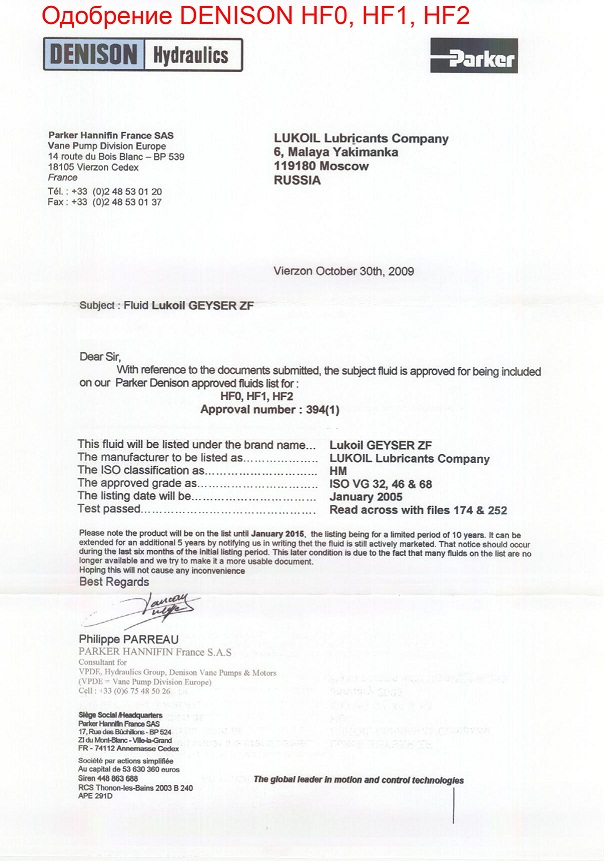 Одобрение DENISON HF0, HF1, HF2
DENISON Hydraulics
Parker
Parker Hannifin France SAS
Vane Pump Division Europe
14 route du Bois Blanc – BP 539
18105 Vierzon Cedex
France
Tél. : +33 (0)2 48 53 01 20
Fax : +33 (0)2 48 53 01 37
LUKOIL Lubricants Company
6, Malaya Yakimanka
119180 Moscow
RUSSIA
Vierzon October 30th, 2009
Subject : Fluid Lukoil GEYSER ZF
Dear Sir,
With reference to the documents submitted, the subject fluid is approved for being included
on our Parker Denison approved fluids list for :
HF0, HF1, HF2
Approval number : 394(1)
This fluid will be listed under the brand name... Lukoil GEYSER ZF
The manufacturer to be listed as..................... LUKOIL Lubricants Company
The ISO classification as................................ HM
The approved grade as................................... ISO VG 32, 46 & 68
The listing date will be.................................... January 2005
Test passed................................................... Read across with files 174 & 252
Please note the product will be on the list until January 2015, the listing being for a limited period of 10 years. It can be
extended for an additional 5 years by notifying us in writing that the fluid is still actively marketed. That notice should occur
during the last six months of the initial listing period. This later condition is due to the fact that many fluids on the list are no
longer available and we try to make it a more usable document.
Hoping this will not cause any inconvenience
Best Regards
Philippe PARREAU
PARKER HANNIFIN France S.A.S
Consultant for
VPDE, Hydraulics Group, Denison Vane Pumps & Motors
(VPDE = Vane Pump Division Europe)
Cell : +33 (0)6 75 48 50 26
Siège Social /Headquarters
Parker Hannifin France SAS
17, Rue des Bûchillons - BP 524
ZI du Mont-Blanc - Ville-la-Grand
FR - 74112 Annemasse Cedex
Société par actions simplifiée
Au capital de 53 630 360 euros
Siren 448 863 668
RCS Thonon-les-Bains 2003 B 240
APE 291D
The global leader in motion and control technologies